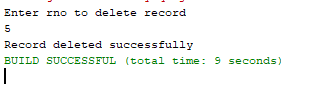 Enter rno to delete record
5
Record deleted successfully
BUILD SUCCESSFUL (total time: 9 seconds)